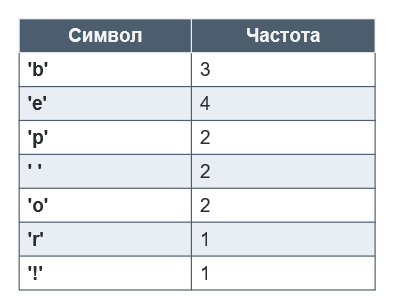 Символ Частота
'b' 3
'e' 4
'p' 2
' ' 2
'o' 2
'r' 1
'!' 1